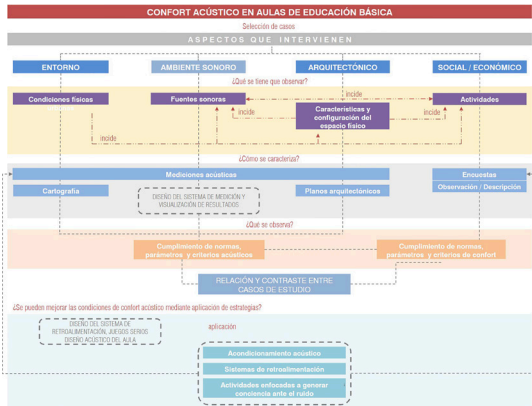 CONFORT ACÚSTICO EN AULAS DE EDUCACIÓN BÁSICA
Selección de casos
ASPECTOS QUE INTERVIENEN
ENTORNO
AMBIENTE SONORO
ARQUITECTÓNICO
SOCIAL / ECONÓMICO
¿Qué se tiene que observar?
Condiciones físicas
Fuentes sonoras
incide
Actividades
incide
Características y
configuración del
espacio físico
incide
incide
¿Cómo se caracteriza?
Mediciones acústicas
Encuestas
Cartografía
DISEÑO DEL SISTEMA DE MEDICIÓN Y
VISUALIZACIÓN DE RESULTADOS
Planos arquitectónicos
Observación / Descripción
¿Qué se observa?
Cumplimiento de normas,
parámetros y criterios acústicos
Cumplimiento de normas,
parámetros y criterios de confort
RELACIÓN Y CONTRASTE ENTRE
CASOS DE ESTUDIO
¿Se pueden mejorar las condiciones de confort acústico mediante aplicación de estrategias?
DISEÑO DEL SISTEMA DE
RETROALIMENTACIÓN, JUEGOS SERIOS
DISEÑO ACÚSTICO DEL AULA
aplicación
Acondicionamiento acústico
Sistemas de retroalimentación
Actividades enfocadas a generar
conciencia ante el ruido